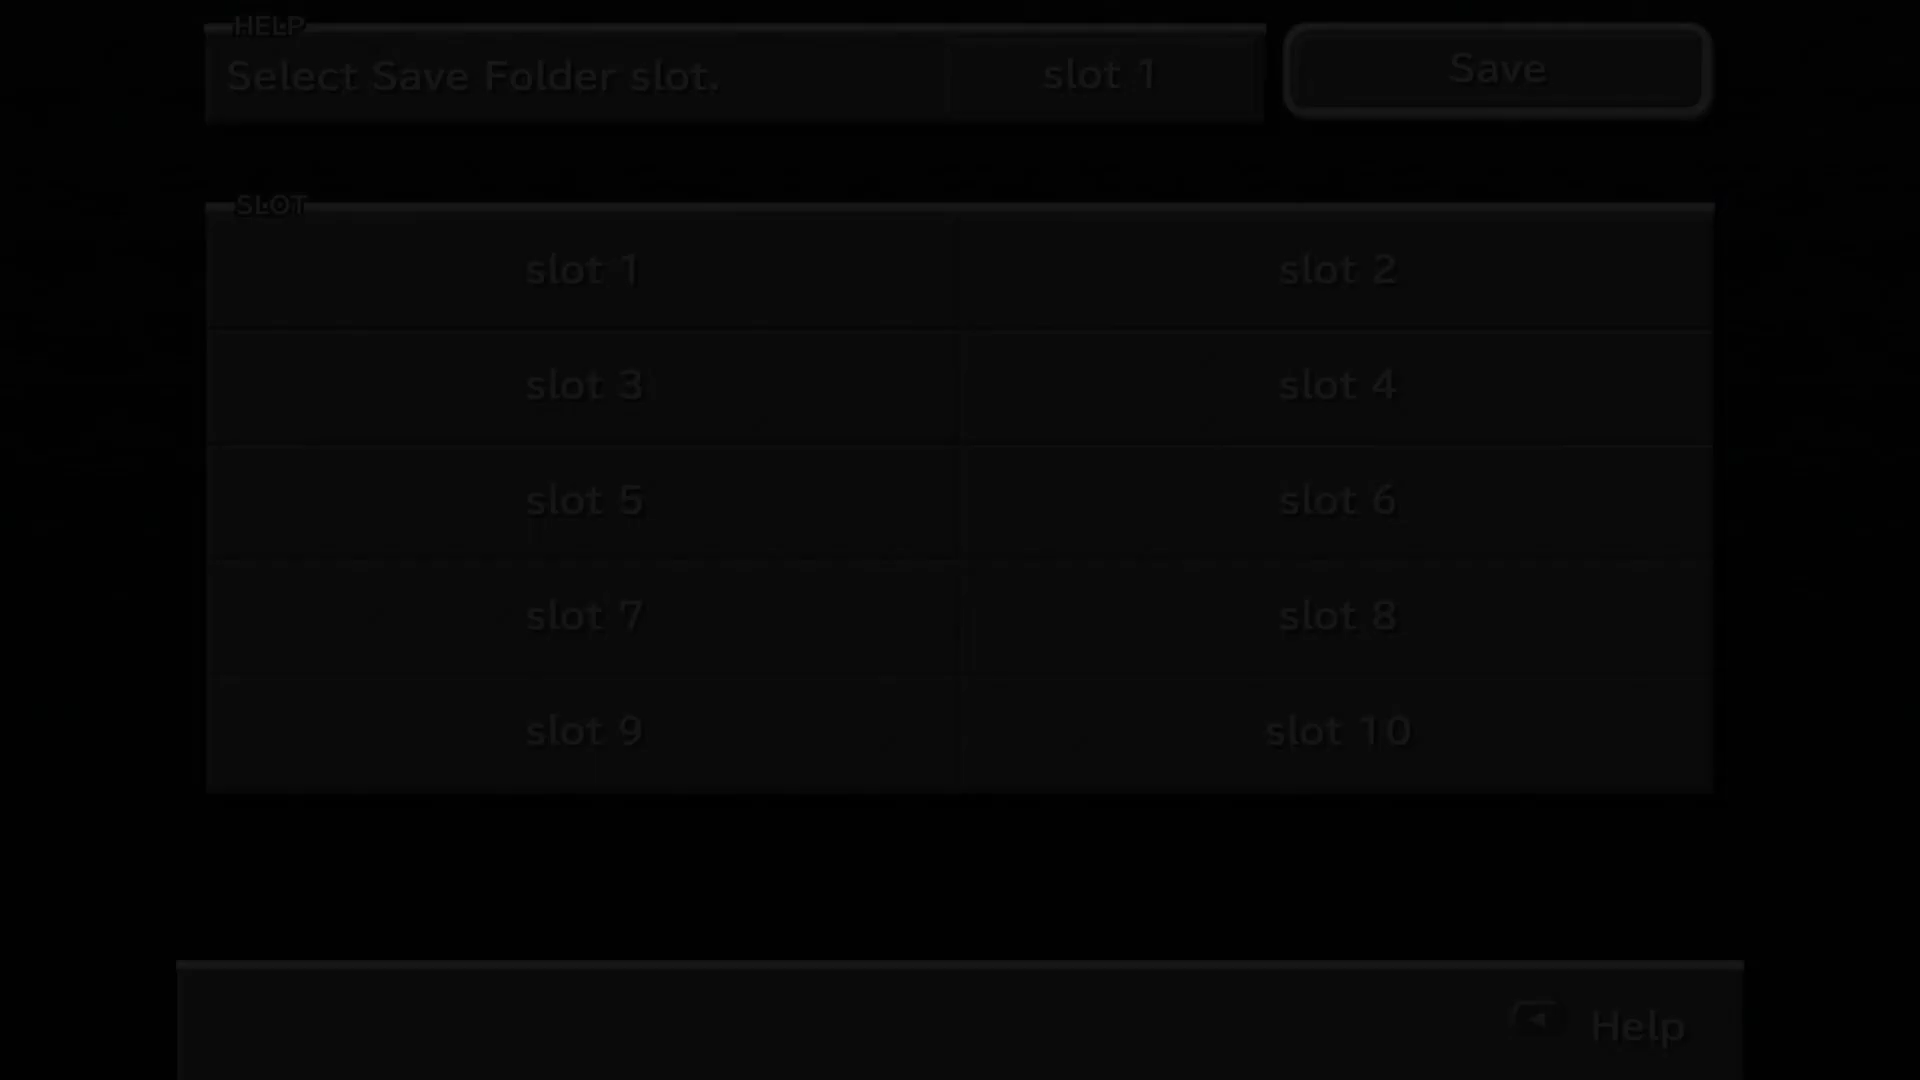 HELP
Select Save Folder slot.
slot 1
Save
SLOT
slot 1
slot 2
slot 3
slot 4
slot 5
slot 6
slot 7
slot 8
slot 9
slot 10
Help